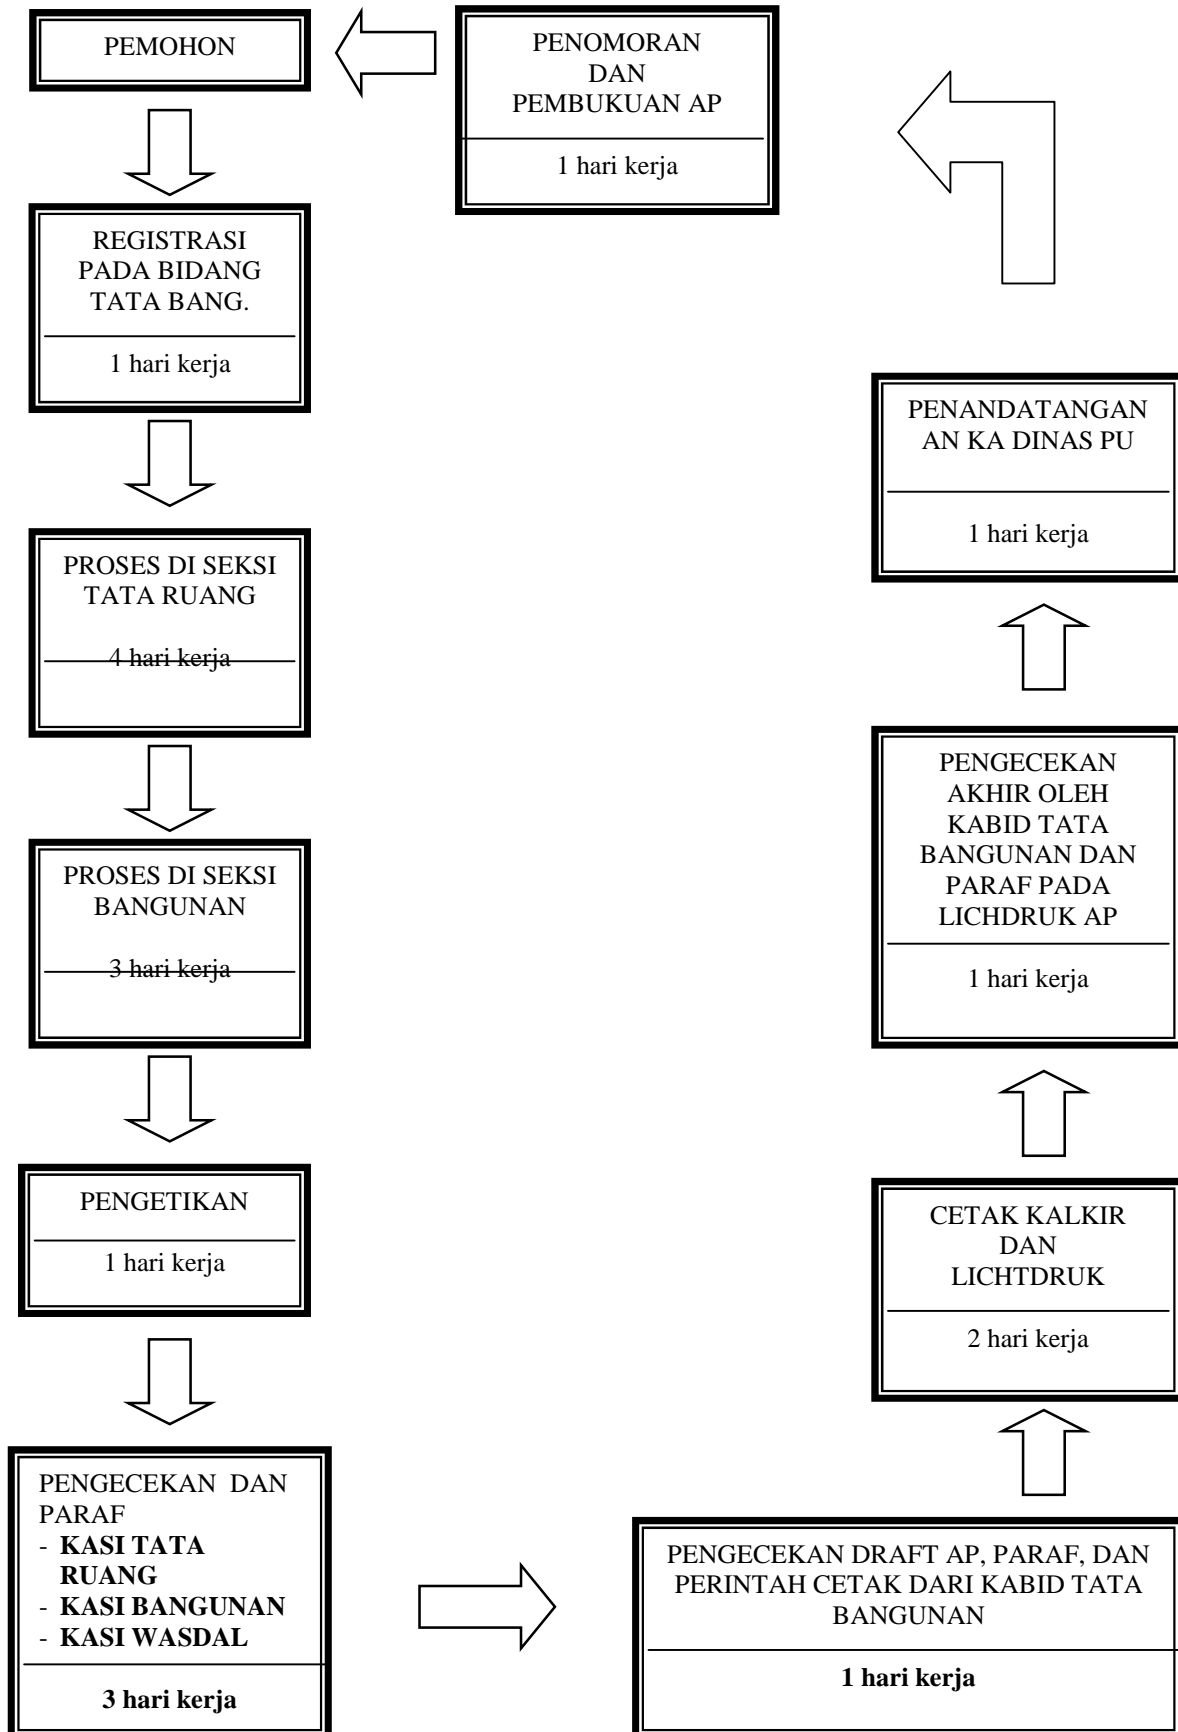 PEMOHON
REGISTRASI
PADA BIDANG
TATA BANG.
1 hari kerja
PROSES DI SEKSI
TATA RUANG
4 hari kerja
PROSES DI SEKSI
BANGUNAN
3 hari kerja
PENGETIKAN
1 hari kerja
PENGECEKAN DAN
PARAF
- KASI TATA
RUANG
- KASI BANGUNAN
- KASI WASDAL
3 hari kerja
PENGECEKAN DRAFT AP, PARAF, DAN
PERINTAH CETAK DARI KABID TATA
BANGUNAN
1 hari kerja
CETAK KALKIR
DAN
LICHTDRUK
2 hari kerja
PENGECEKAN
AKHIR OLEH
KABID TATA
BANGUNAN DAN
PARAF PADA
LICHDRUK AP
1 hari kerja
PENANDATANGAN
AN KA DINAS PU
1 hari kerja
PENOMORAN
DAN
PEMBUKUAN AP
1 hari kerja